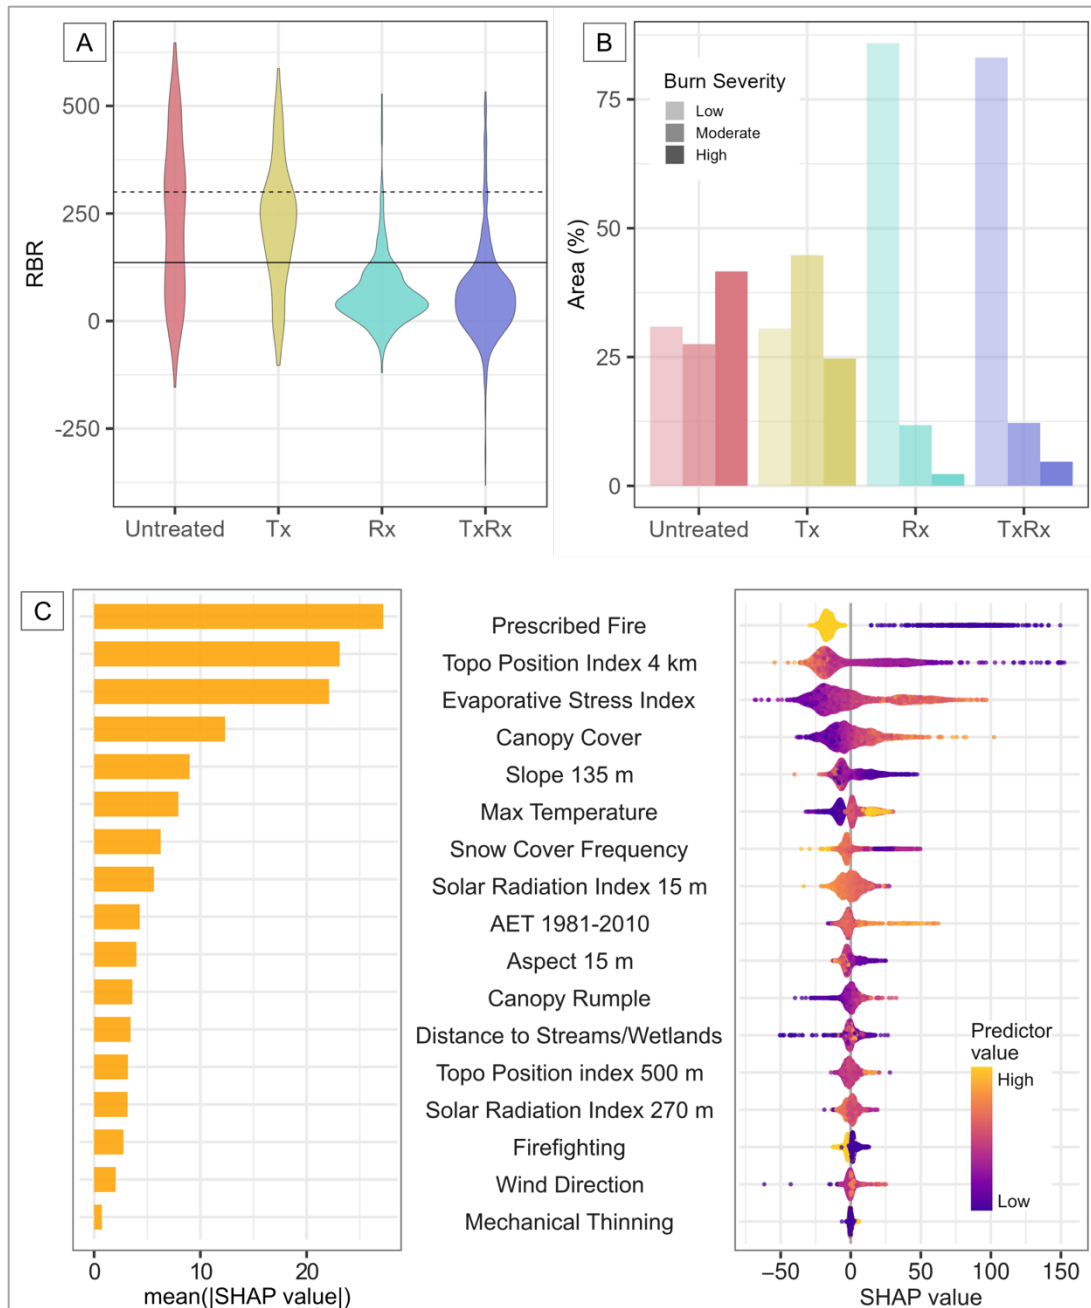 A
RBR
500
250
0
-250
Untreated
Tx
Rx
TxRx
B
Area (%)
75
50
25
0
Burn Severity
Low
Moderate
High
Untreated
Tx
Rx
TxRx
C
0
10
20
mean(|SHAP value|)
Prescribed Fire
Topo Position Index 4 km
Evaporative Stress Index
Canopy Cover
Slope 135 m
Max Temperature
Snow Cover Frequency
Solar Radiation Index 15 m
AET 1981-2010
Aspect 15 m
Canopy Rumple
Distance to Streams/Wetlands
Topo Position index 500 m
Solar Radiation Index 270 m
Firefighting
Wind Direction
Mechanical Thinning
Predictor
value
High
Low
−50
0
50
100
150
SHAP value